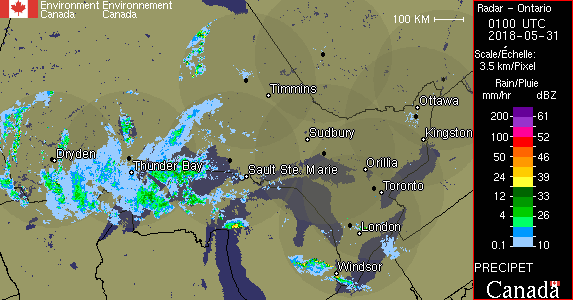 Environment Environnement
Canada Canada
100 KM
Radar - Ontario
0100 UTC
2018-05-31
Scale/Échelle:
3.5 km/Pixel
Rain/Pluie
mm/hr dBZ
200 61
100 52
50 46
24 39
12 33
4 26
0.1 10
PRECIPET
Canada
Timmins
Ottawa
Sudbury
Kingston
Dryden
Thunder Bay
Sault Ste. Marie
Orillia
Toronto
London
Windsor